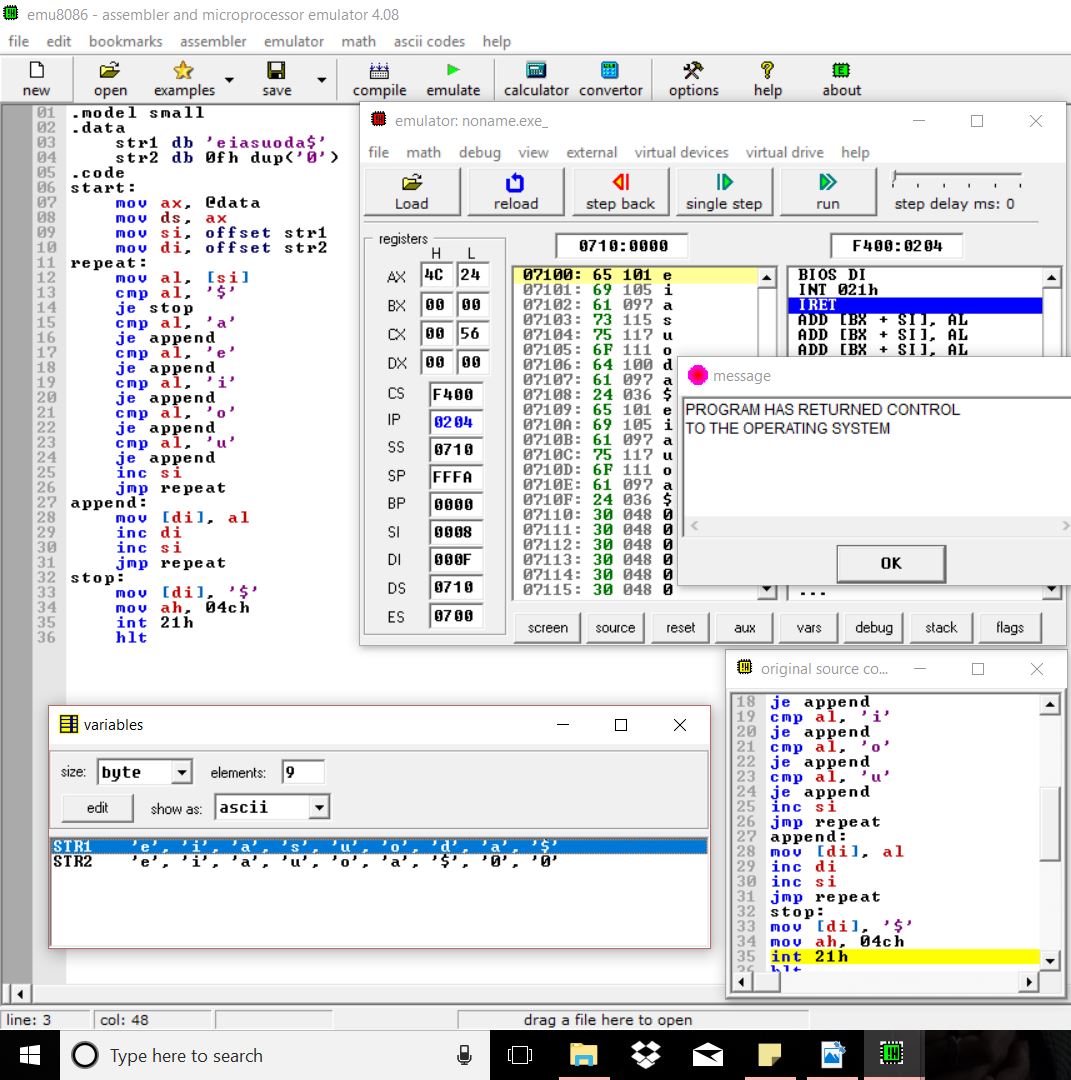 emu8086 - assembler and microprocessor emulator 4.08
file edit bookmarks assembler emulator math ascii codes help
new open examples save compile emulate calculator convertor options help about
01 .model small
02 .data
03 str1 db 'eiasuoda$'
04 str2 db 0fh dup('0')
05 .code
06 start:
07 mov ax, @data
08 mov ds, ax
09 mov si, offset str1
10 mov di, offset str2
11 repeat:
12 mov al, [si]
13 cmp al, '$'
14 je stop
15 cmp al, 'a'
16 je append
17 cmp al, 'e'
18 je append
19 cmp al, 'i'
20 je append
21 cmp al, 'o'
22 je append
23 cmp al, 'u'
24 je append
25 inc si
26 jmp repeat
27 append:
28 mov [di], al
29 inc di
30 inc si
31 jmp repeat
32 stop:
33 mov [di], '$'
34 mov ah, 04ch
35 int 21h
36 hlt
emulator: noname.exe_
file math debug view external virtual devices virtual drive help
Load reload step back single step run step delay ms: 0
registers
H L
AX 4C 24
BX 00 00
CX 00 56
DX 00 00
CS F400
IP 0204
SS 0710
SP FFFA
BP 0000
SI 0008
DI 000F
DS 0710
ES 0700
0710:0000
07100: 65 101 e
07101: 69 105 i
07102: 61 097 a
07103: 73 115 s
07104: 75 117 u
07105: 6F 111 o
07106: 64 100 d
07107: 61 097 a
07108: 24 036 $
07109: 65 101 e
0710A: 69 105 i
0710B: 61 097 a
0710C: 75 117 u
0710D: 6F 111 o
0710E: 61 097 a
0710F: 24 036 $
07110: 30 048 0
07111: 30 048 0
07112: 30 048 0
07113: 30 048 0
07114: 30 048 0
07115: 30 048 0
F400:0204
BIOS DI
INT 021h
IRET
ADD [BX + SI], AL
ADD [BX + SI], AL
ADD [BX + SI], AL
...
message
PROGRAM HAS RETURNED CONTROL
TO THE OPERATING SYSTEM
OK
screen source reset aux vars debug stack flags
original source co...
18 je append
19 cmp al, 'i'
20 je append
21 cmp al, 'o'
22 je append
23 cmp al, 'u'
24 je append
25 inc si
26 jmp repeat
27 append:
28 mov [di], al
29 inc di
30 inc si
31 jmp repeat
32 stop:
33 mov [di], '$'
34 mov ah, 04ch
35 int 21h
36 hlt
variables
size: byte elements: 9
edit show as: ascii
STR1 'e', 'i', 'a', 's', 'u', 'o', 'd', 'a', '$'
STR2 'e', 'i', 'a', 'u', 'o', 'a', '$', '0', '0'
line: 3 col: 48 drag a file here to open
Type here to search